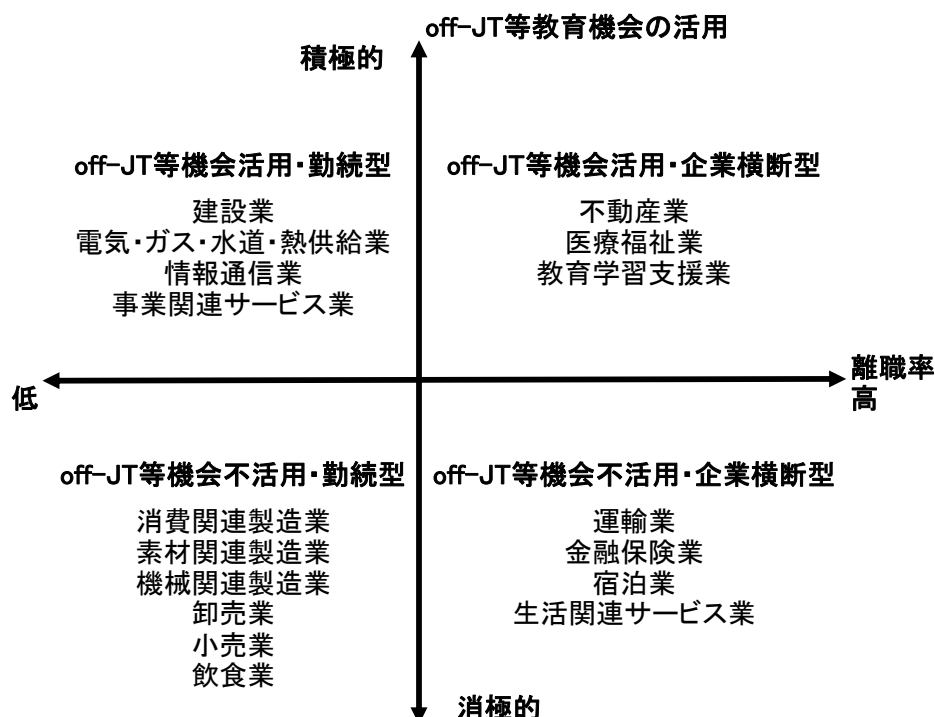 off-JT等教育機会の活用
積極的
off-JT等機会活用・勤続型
建設業
電気・ガス・水道・熱供給業
情報通信業
事業関連サービス業
off-JT等機会活用・企業横断型
不動産業
医療福祉業
教育学習支援業
低
離職率
高
off-JT等機会不活用・勤続型
消費関連製造業
素材関連製造業
機械関連製造業
卸売業
小売業
飲食業
off-JT等機会不活用・企業横断型
運輸業
金融保険業
宿泊業
生活関連サービス業
消極的